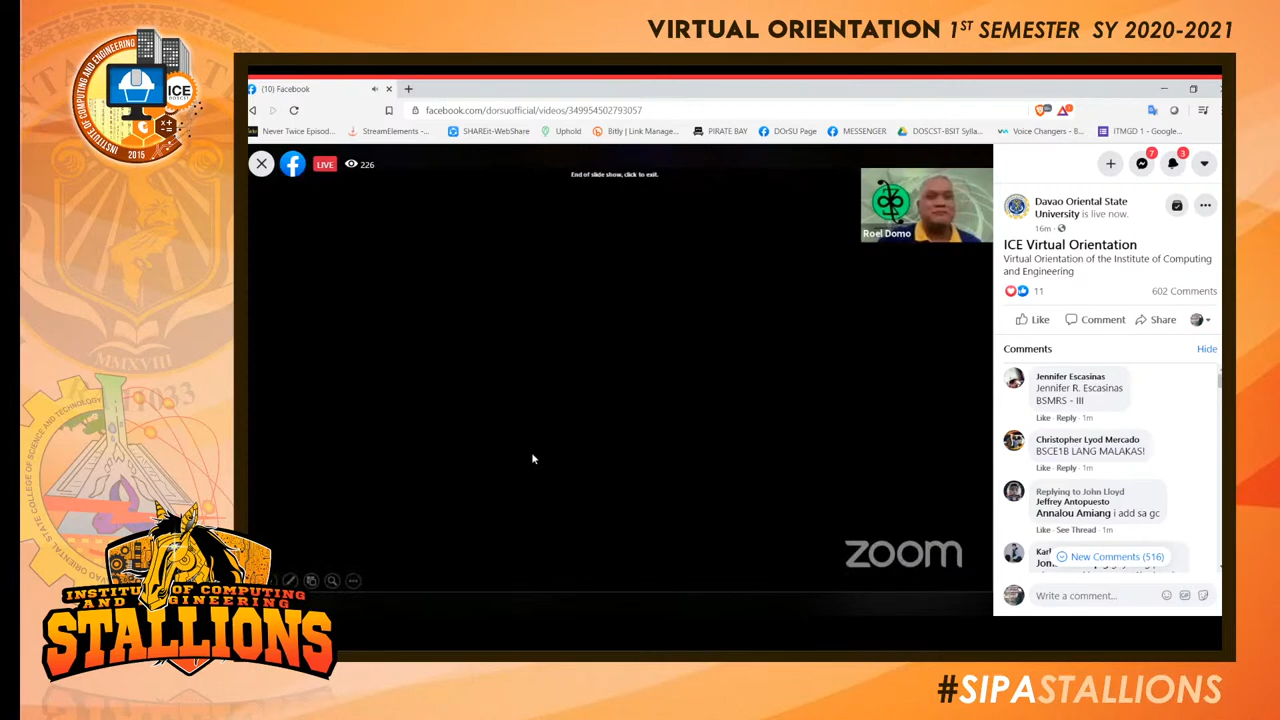 VIRTUAL ORIENTATION 1ST SEMESTER SY 2020-2021
INSTITUTE OF COMPUTING AND ENGINEERING
ICE
DOSCST
2015
(10) Facebook
facebook.com/dorsuofficial/videos/349954502793057
Never Twice Episod...
StreamElements -...
SHAREit-WebShare
Uphold
Bitly | Link Manage...
PIRATE BAY
DOrSU Page
MESSENGER
DOSCST-BSIT Sylla...
Voice Changers - B...
ITMGD 1 - Google...
LIVE
226
End of slide show, click to exit.
Roel Domo
zoom
7
3
Davao Oriental State
University is live now.
16m
ICE Virtual Orientation
Virtual Orientation of the Institute of Computing
and Engineering
11
602 Comments
Like
Comment
Share
Comments
Hide
Jennifer Escasinas
Jennifer R. Escasinas
BSMRS - III
Like · Reply · 1m
Christopher Lyod Mercado
BSCE1B LANG MALAKAS!
Like · Reply · 1m
Replying to John Lloyd
Jeffrey Antopuesto
Annalou Amiang i add sa gc
Like · See Thread · 1m
New Comments (516)
Write a comment...
GIF
MMXVIII
INSTITUTE OF COMPUTING
AND ENGINEERING
STALLIONS
#SIPASTALLIONS